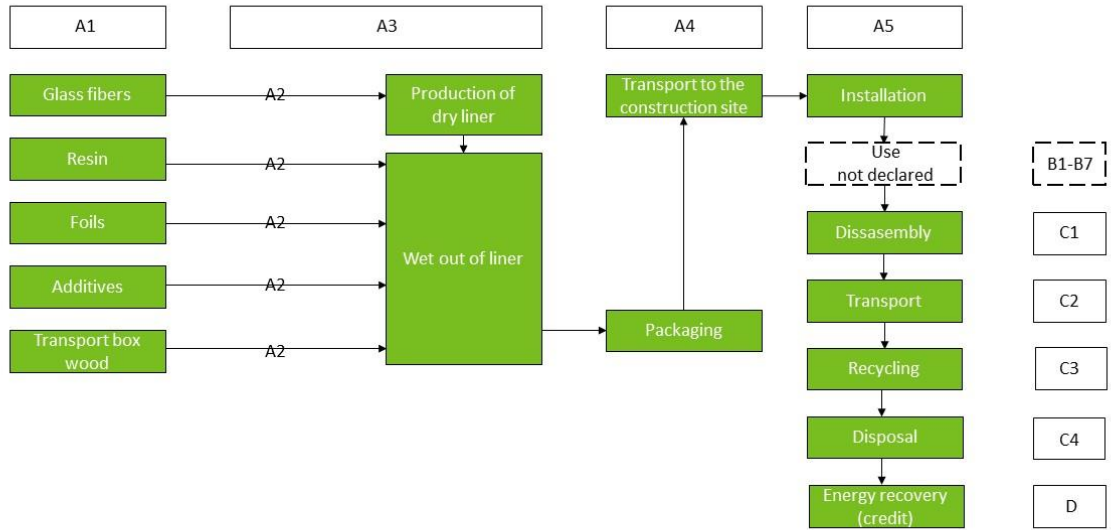 A1
A3
A4
A5
Glass fibers
A2
Production of
dry liner
Transport to the
construction site
Installation
Resin
A2
Use
not declared
B1-B7
Foils
A2
Wet out of liner
Dissasembly
C1
Additives
A2
Transport
C2
Transport box
wood
A2
Packaging
Recycling
C3
Disposal
C4
Energy recovery
(credit)
D